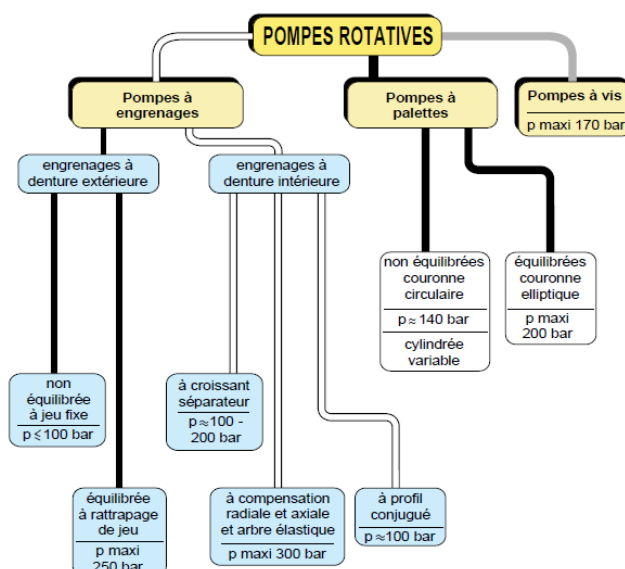 POMPES ROTATIVES
Pompes à
engrenages
Pompes à
palettes
Pompes à vis
p maxi 170 bar
engrenages à
denture extérieure
engrenages à
denture intérieure
non équilibrées
couronne
circulaire
p ≈ 140 bar
cylindrée
variable
équilibrées
couronne
elliptique
p maxi
200 bar
non
équilibrée
à jeu fixe
p ≤ 100 bar
à croissant
séparateur
p ≈ 100 -
200 bar
équilibrée
à rattrapage
de jeu
p maxi
250 bar
à compensation
radiale et axiale
et arbre élastique
p maxi 300 bar
à profil
conjugué
p ≈ 100 bar